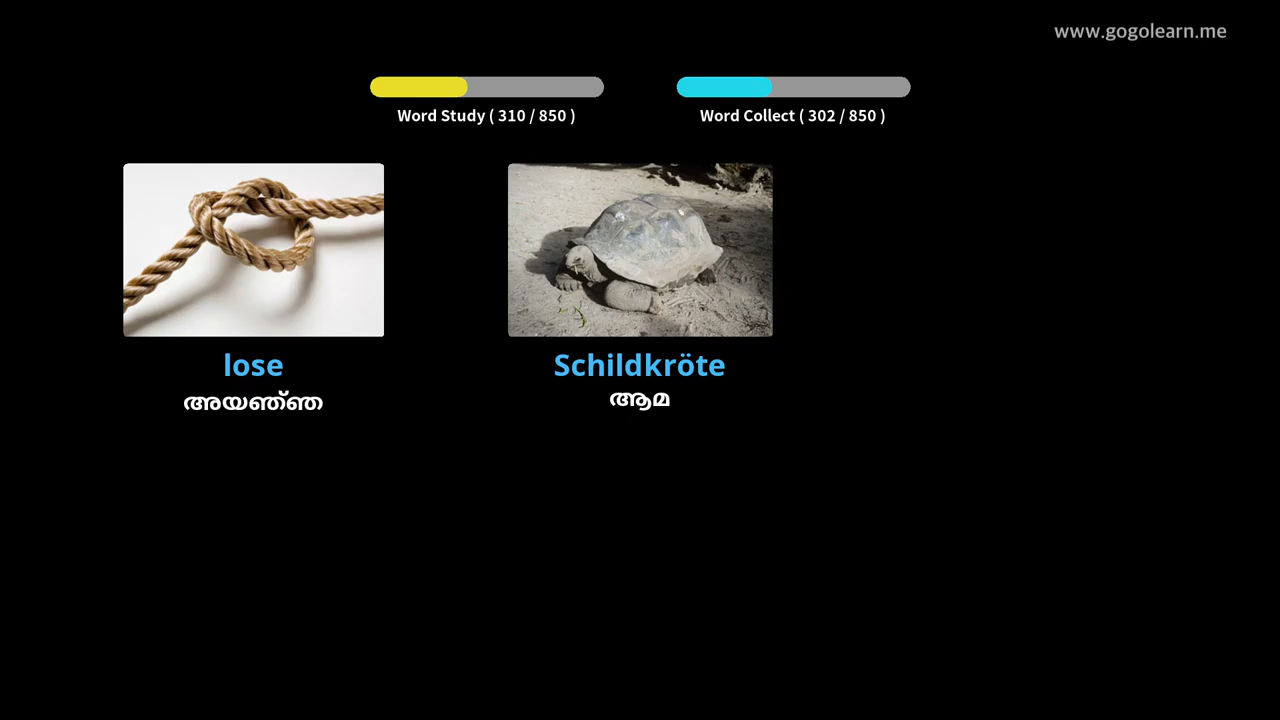 www.gogolearn.me
Word Study ( 310 / 850 )
Word Collect ( 302 / 850 )
lose
അയഞ്ഞ
Schildkröte
ആമ